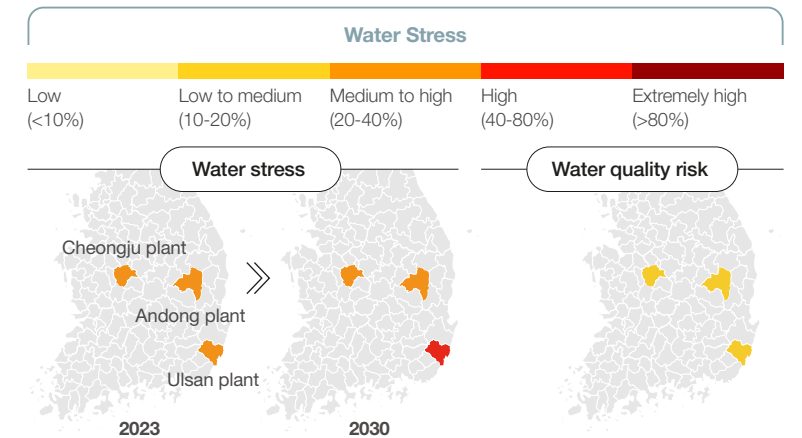 Water Stress
Low
(<10%)
Low to medium
(10-20%)
Medium to high
(20-40%)
High
(40-80%)
Extremely high
(>80%)
Water stress
Water quality risk
Cheongju plant
Andong plant
Ulsan plant
2023
2030